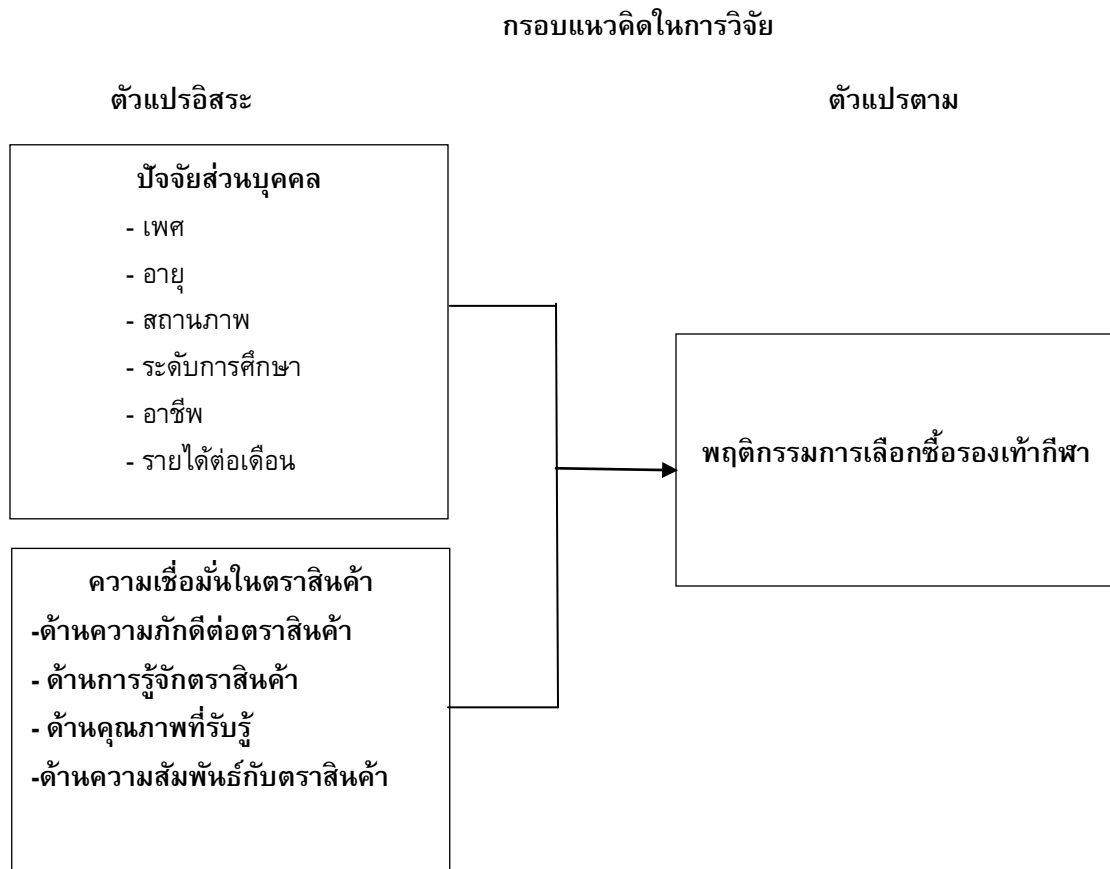 กรอบแนวคิดในการวิจัย
ตัวแปรอิสระ
ตัวแปรตาม
ปัจจัยส่วนบุคคล
- เพศ
- อายุ
- สถานภาพ
- ระดับการศึกษา
- อาชีพ
- รายได้ต่อเดือน
ความเชื่อมั่นในตราสินค้า
-ด้านความภักดีต่อตราสินค้า
- ด้านการรู้จักตราสินค้า
- ด้านคุณภาพที่รับรู้
-ด้านความสัมพันธ์กับตราสินค้า
พฤติกรรมการเลือกซื้อรองเท้ากีฬา